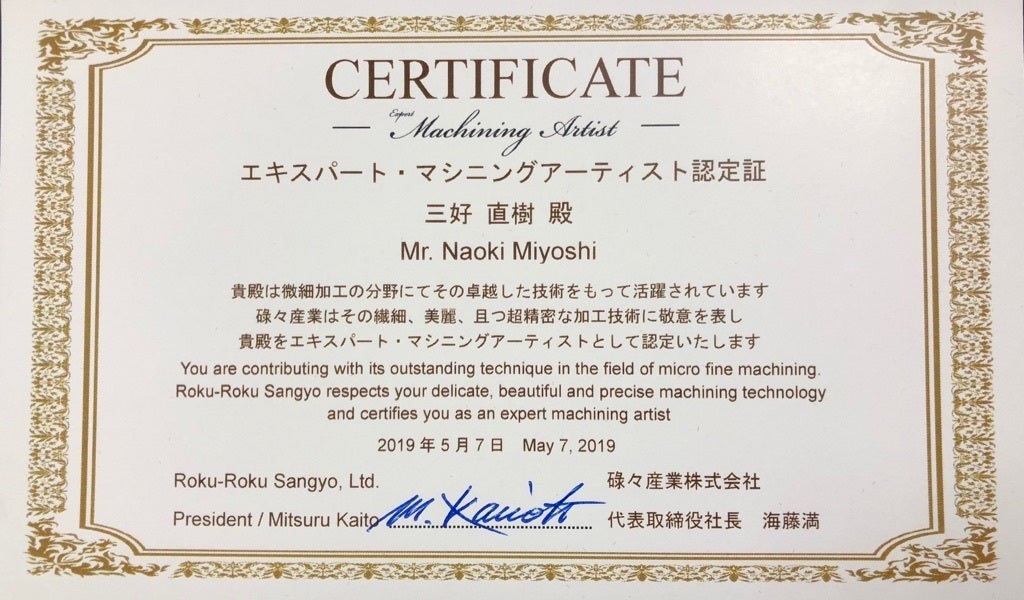 CERTIFICATE
Expert
Machining Artist
エキスパート・マシニングアーティスト認定証
三好 直樹 殿
Mr. Naoki Miyoshi
貴殿は微細加工の分野にてその卓越した技術をもって活躍されています
碌々産業はその繊細、美麗、且つ超精密な加工技術に敬意を表し
貴殿をエキスパート・マシニングアーティストとして認定いたします
You are contributing with its outstanding technique in the field of micro fine machining.
Roku-Roku Sangyo respects your delicate, beautiful and precise machining technology
and certifies you as an expert machining artist
2019年5月7日 May 7, 2019
Roku-Roku Sangyo, Ltd. 碌々産業株式会社
President / Mitsuru Kaito 代表取締役社長 海藤満